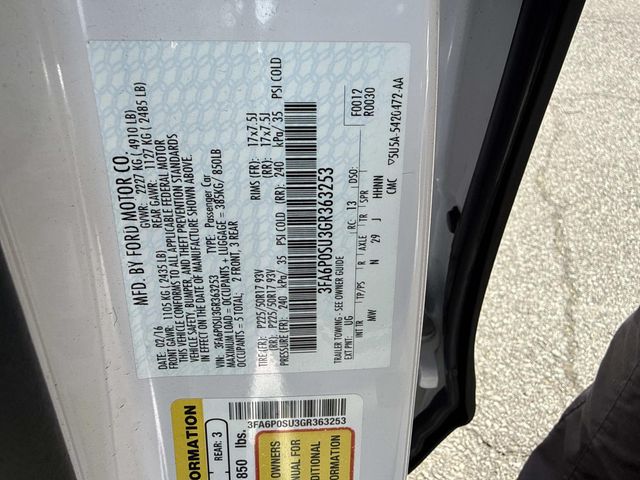 MFD. BY FORD MOTOR CO.
DATE: 02/16 GVWR: 2227 KG ( 4910 LB)
FRONT GAWR: 1105 KG ( 2435 LB) REAR GAWR: 1127 KG ( 2485 LB)
THIS VEHICLE CONFORMS TO ALL APPLICABLE FEDERAL MOTOR
VEHICLE SAFETY, BUMPER, AND THEFT PREVENTION STANDARDS
IN EFFECT ON THE DATE OF MANUFACTURE SHOWN ABOVE.
VIN: 3FA6P0SU3GR363253 TYPE: Passenger Car
MAXIMUM LOAD = OCCUPANTS + LUGGAGE = 385KG/ 850LB
OCCUPANTS = 5 TOTAL: 2 FRONT, 3 REAR
TIRE(FR): P225/50R17 93V RIMS (FR): 17x7.5J
(RR): P225/50R17 93V (RR): 17x7.5J
PRESSURE(FR): 240 kPa/ 35 PSI COLD (RR): 240 kPa/ 35 PSI COLD
3FA6P0SU3GR363253
TRAILER TOWING - SEE OWNER GUIDE
F0012
R0030
EXT PNT: UG RC: 13 DSO:
INT TR TP/PS R AXLE TR SPR
MW N 29 J HHNN
CMC
▽5U5A-5420472-AA
3FA6P0SU3GR363253
ORMATION
REAR: 3
850 lbs.
OWNERS
NUAL FOR
DITIONAL
ORMATION